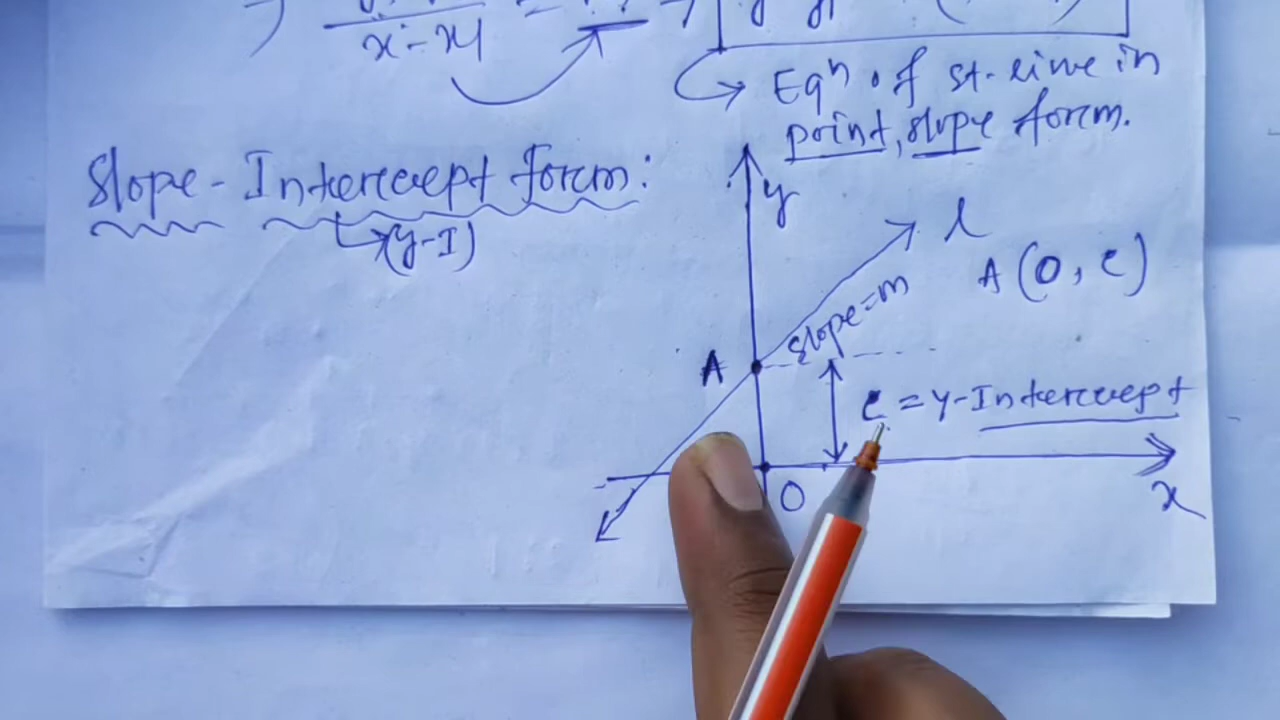 x - x1
Eqn of st-line in
point, slope form.
Slope-Intercept form:
(y-I)
y
l
A (0, c)
slope=m
A
c = y-Intercept
O
x